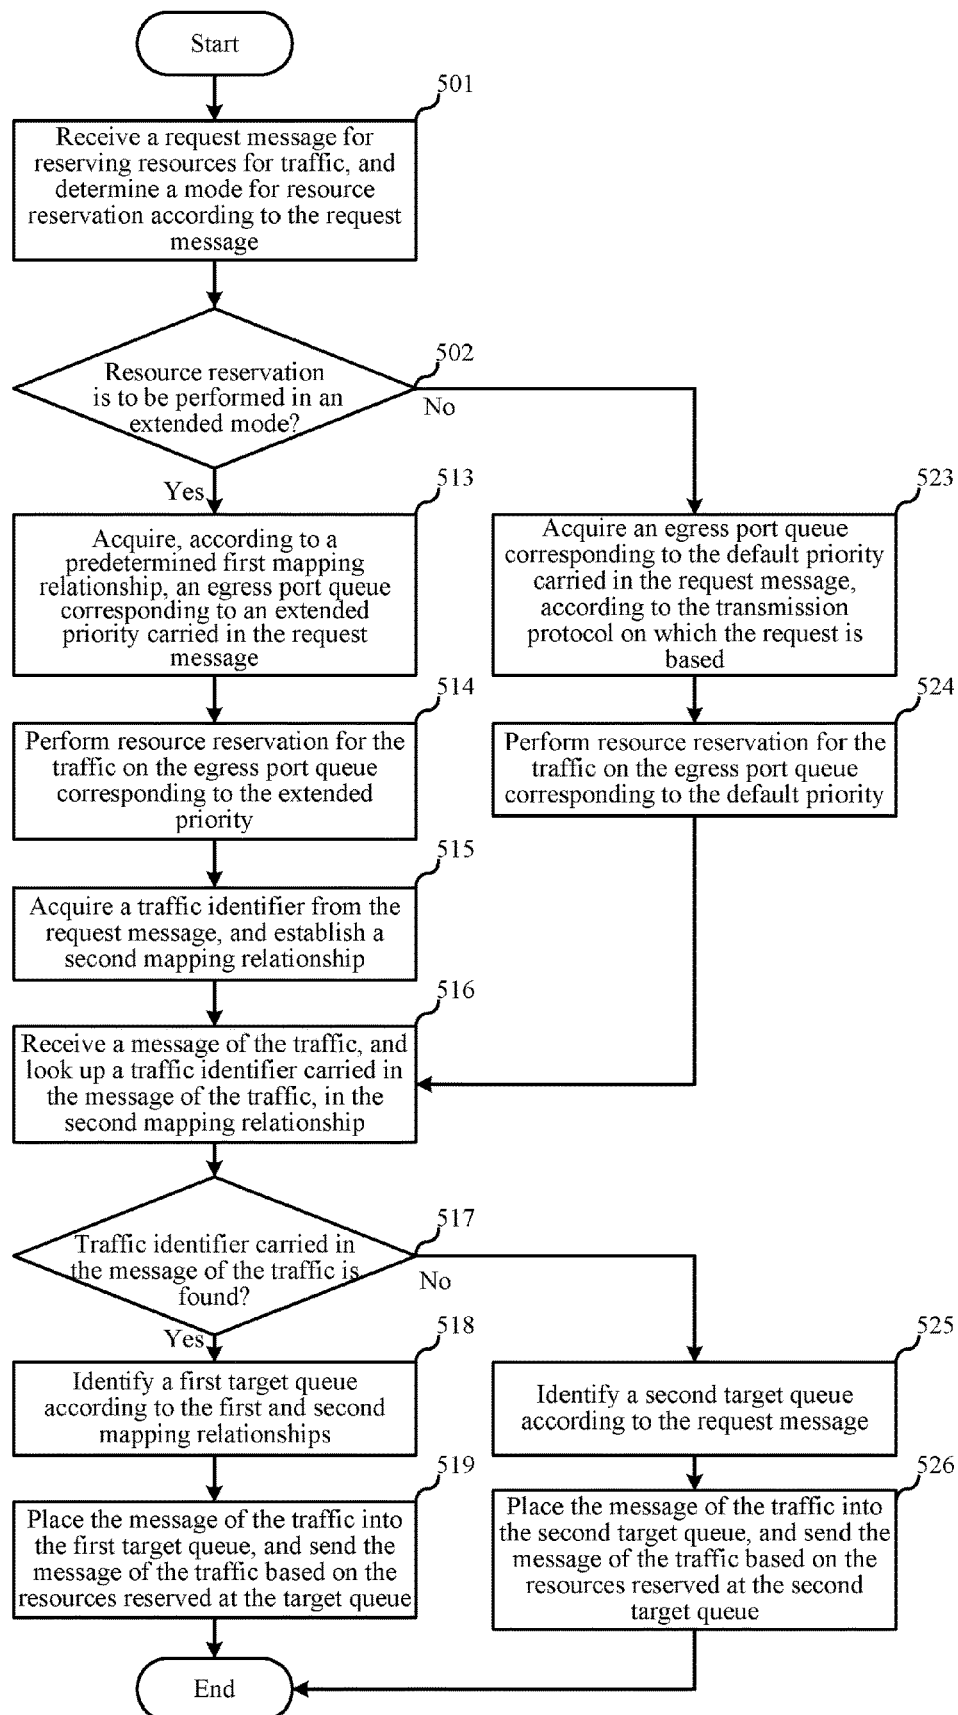 Start
501
Receive a request message for
reserving resources for traffic, and
determine a mode for resource
reservation according to the request
message
502
Resource reservation
is to be performed in an
extended mode?
No
Yes
513
Acquire, according to a
predetermined first mapping
relationship, an egress port queue
corresponding to an extended
priority carried in the request
message
523
Acquire an egress port queue
corresponding to the default priority
carried in the request message,
according to the transmission
protocol on which the request is
based
514
Perform resource reservation for the
traffic on the egress port queue
corresponding to the extended
priority
524
Perform resource reservation for the
traffic on the egress port queue
corresponding to the default priority
515
Acquire a traffic identifier from the
request message, and establish a
second mapping relationship
516
Receive a message of the traffic, and
look up a traffic identifier carried in
the message of the traffic, in the
second mapping relationship
517
Traffic identifier carried in
the message of the traffic is
found?
No
Yes
518
Identify a first target queue
according to the first and second
mapping relationships
525
Identify a second target queue
according to the request message
519
Place the message of the traffic into
the first target queue, and send the
message of the traffic based on the
resources reserved at the target queue
526
Place the message of the traffic into
the second target queue, and send the
message of the traffic based on the
resources reserved at the second
target queue
End